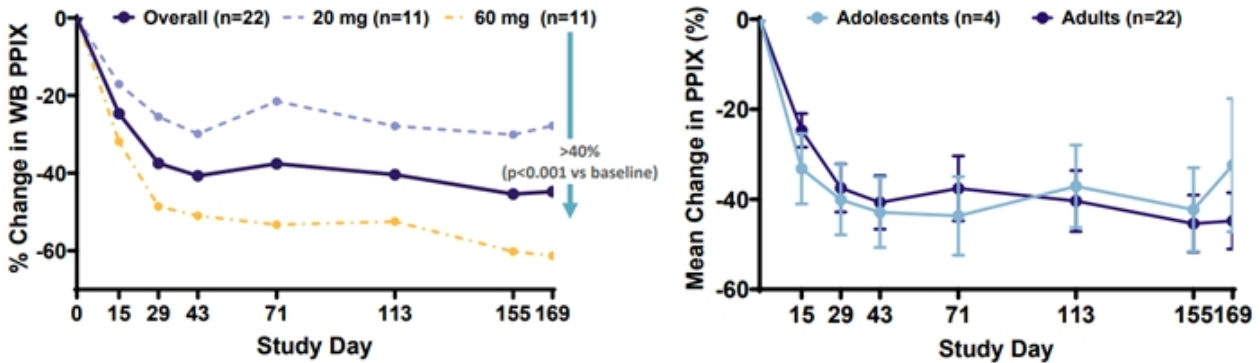 Overall (n=22) 20 mg (n=11) 60 mg (n=11)
% Change in WB PPIX
0
-20
-40
-60
>40%
(p<0.001 vs baseline)
0 15 29 43 71 113 155 169
Study Day
Adolescents (n=4) Adults (n=22)
Mean Change in PPIX (%)
0
-20
-40
-60
15 29 43 71 113 155 169
Study Day